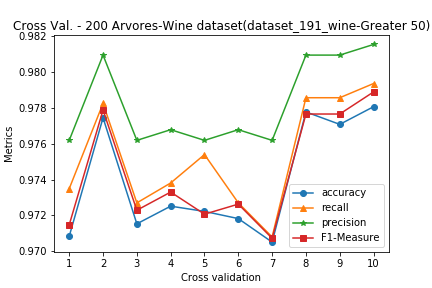 Cross Val. - 200 Arvores-Wine dataset(dataset_191_wine-Greater 50)
0.982
0.980
0.978
0.976
0.974
0.972
0.970
Metrics
accuracy
recall
precision
F1-Measure
1 2 3 4 5 6 7 8 9 10
Cross validation